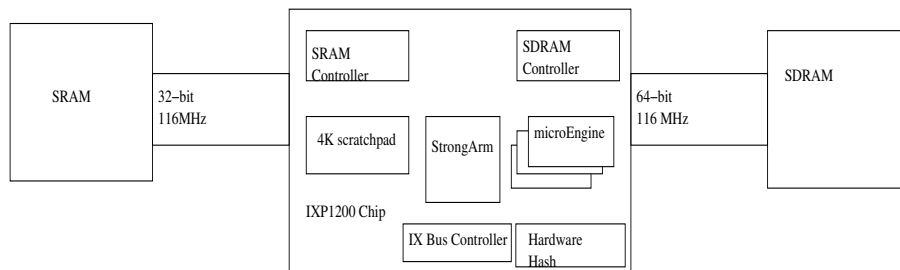 SRAM
32-bit
116MHz
SRAM
Controller
SDRAM
Controller
4K scratchpad
StrongArm
microEngine
IXP1200 Chip
IX Bus Controller
Hardware
Hash
64-bit
116 MHz
SDRAM